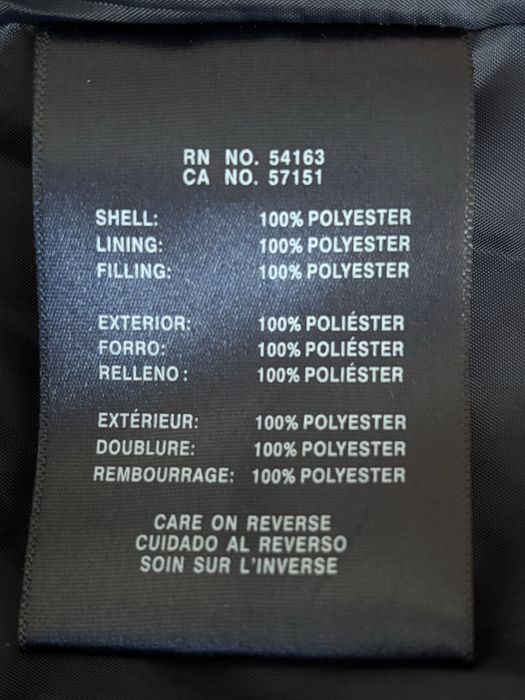 RN NO. 54163
CA NO. 57151
SHELL: 100% POLYESTER
LINING: 100% POLYESTER
FILLING: 100% POLYESTER
EXTERIOR: 100% POLIÉSTER
FORRO: 100% POLIÉSTER
RELLENO: 100% POLIÉSTER
EXTÉRIEUR: 100% POLYESTER
DOUBLURE: 100% POLYESTER
REMBOURRAGE: 100% POLYESTER
CARE ON REVERSE
CUIDADO AL REVERSO
SOIN SUR L'INVERSE